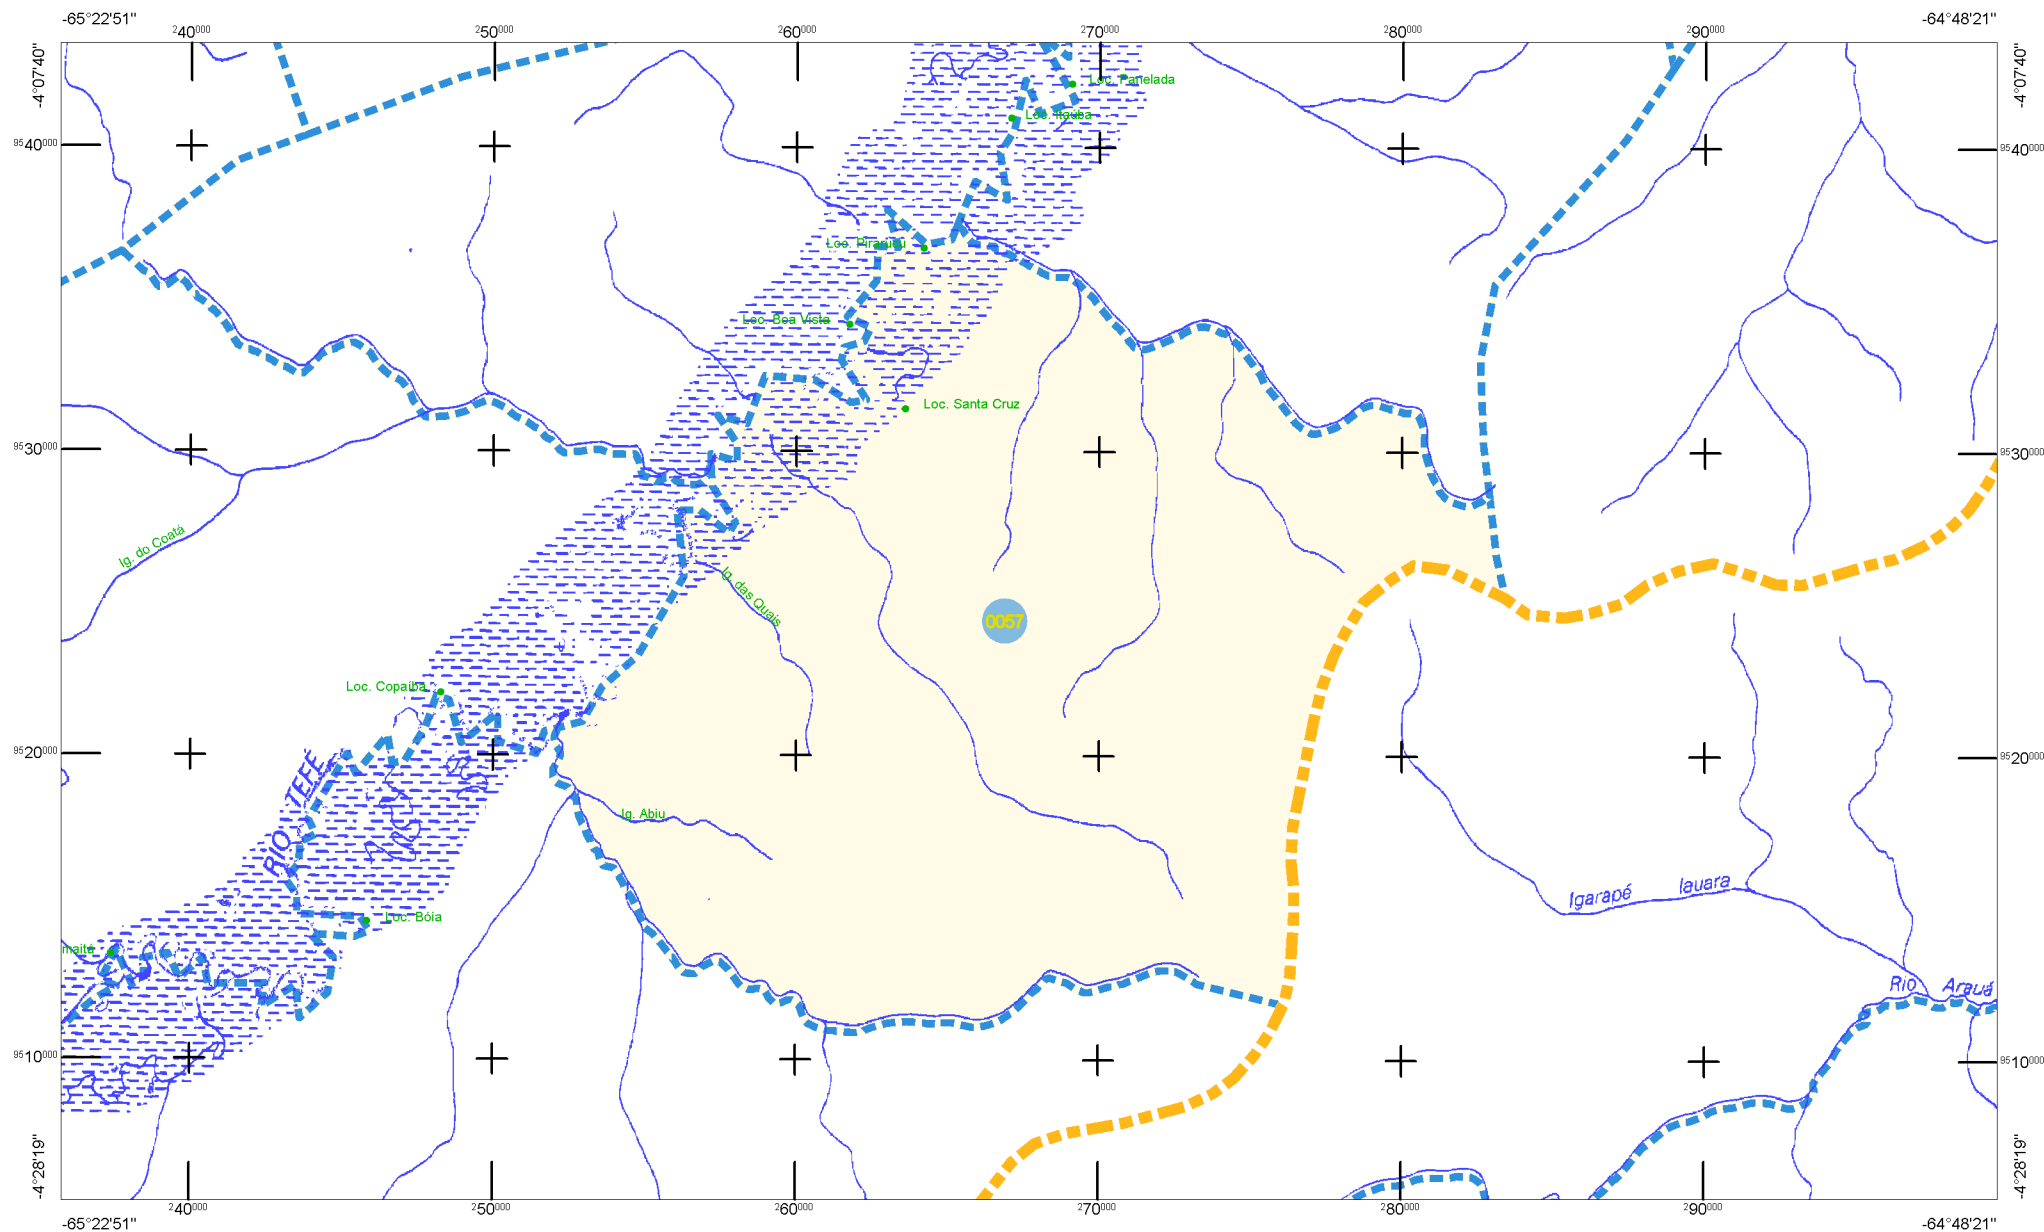 -65°22'51"
-64°48'21"
240000
250000
260000
270000
280000
290000
-4°07'40"
-4°07'40"
Loc. Panelada
Loc. Itaúba
9540000
9540000
Loc. Pirarucu
Loc. Boa Vista
Loc. Santa Cruz
9530000
9530000
Ig. do Coatá
Ig. das Quais
0057
Loc. Copaíba
9520000
9520000
RIO TEFÉ
Ig. Abiu
Igarapé Iauara
Loc. Bóia
maitá
Rio Arauá
9510000
9510000
-4°28'19"
-4°28'19"
240000
250000
260000
270000
280000
290000
-65°22'51"
-64°48'21"